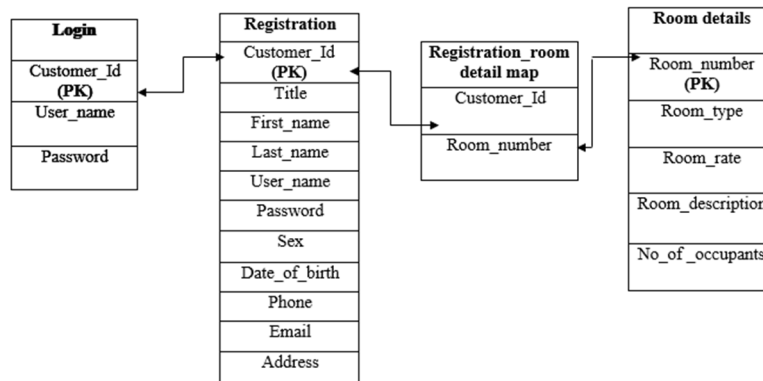 Login
Customer_Id
(PK)
User_name
Password
Registration
Customer_Id
(PK)
Title
First_name
Last_name
User_name
Password
Sex
Date_of_birth
Phone
Email
Address
Registration_room
detail map
Customer_Id
Room_number
Room details
Room_number
(PK)
Room_type
Room_rate
Room_description
No_of _occupants